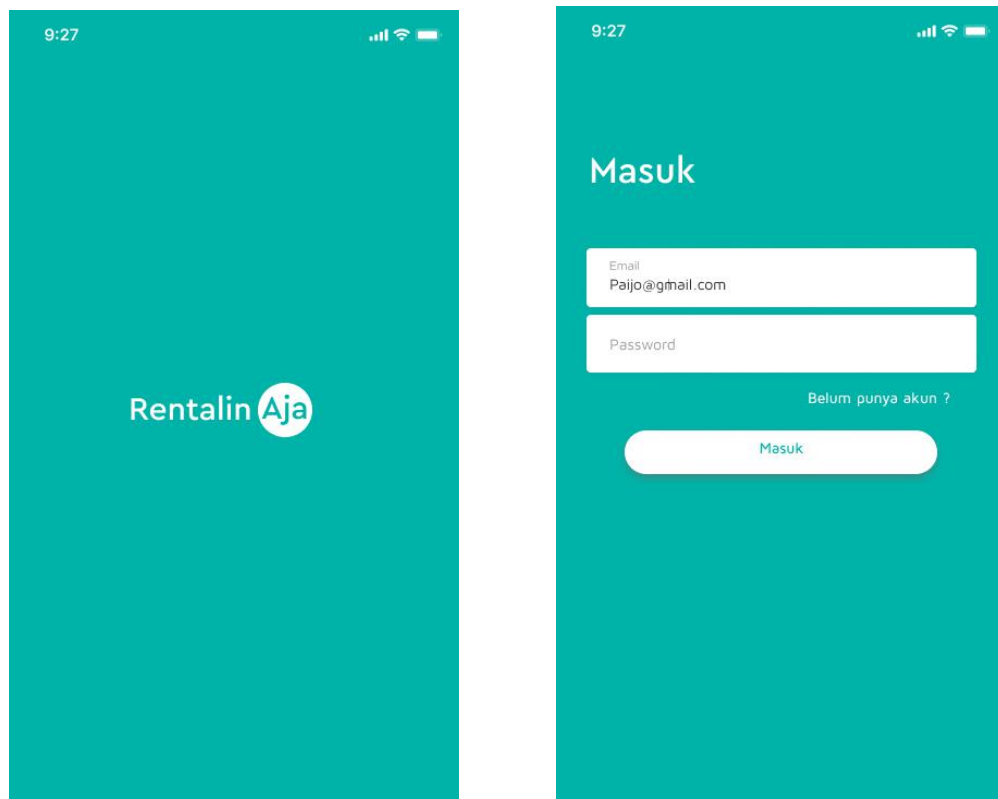 9:27
Rentalin Aja
9:27
Masuk
Email
Paijo@gmail.com
Password
Belum punya akun ?
Masuk